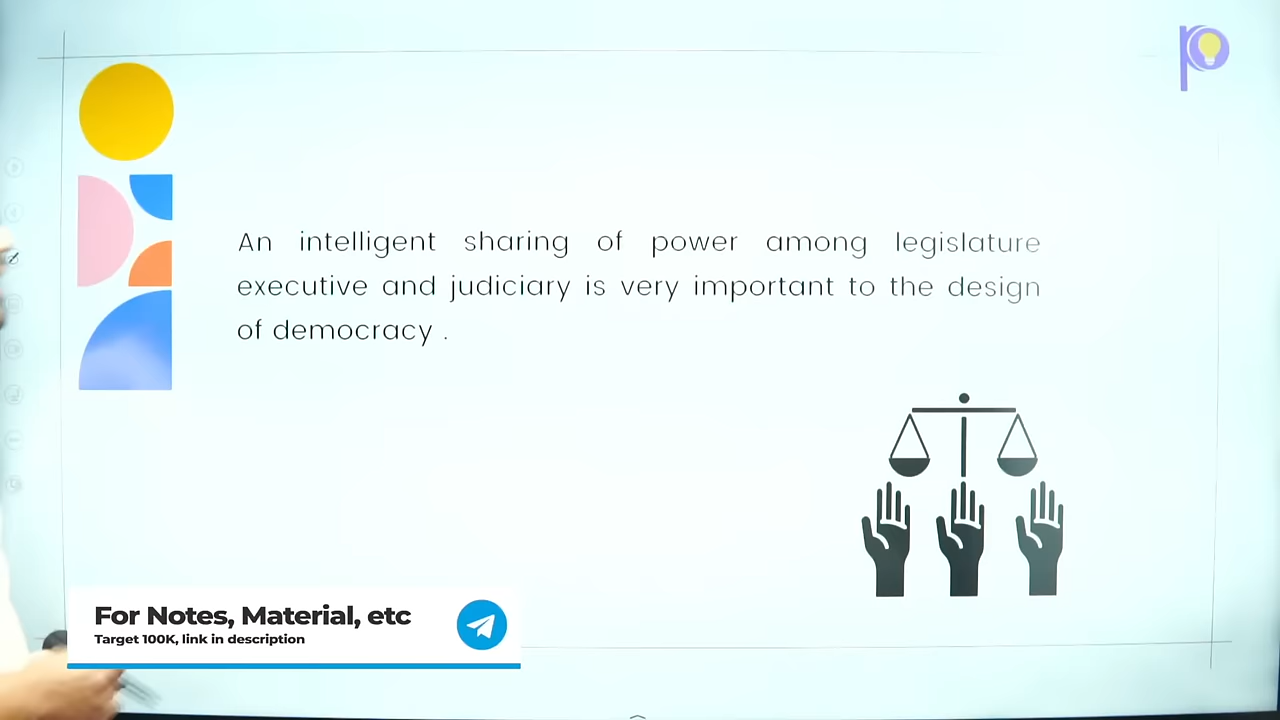 An intelligent sharing of power among legislature
executive and judiciary is very important to the design
of democracy .
For Notes, Material, etc
Target 100K, link in description